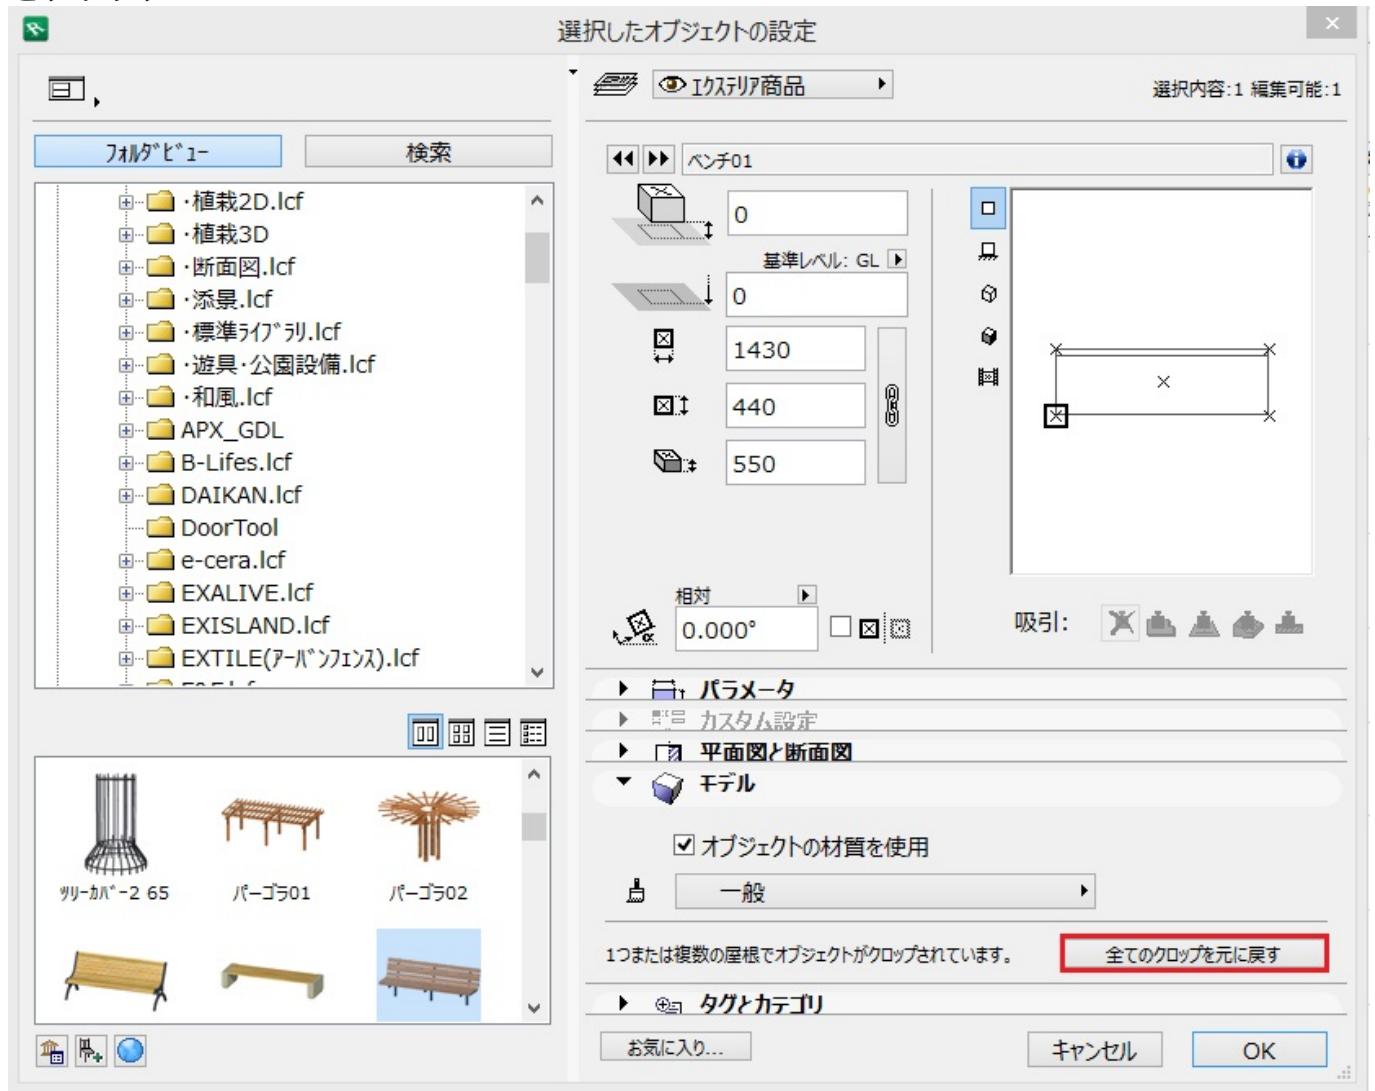 選択したオブジェクトの設定
エクステリア商品
選択内容:1 編集可能:1
フォルダビュー
検索
・植栽2D.lcf
・植栽3D
・断面図.lcf
・添景.lcf
・標準ライブラリ.lcf
・遊具・公園設備.lcf
・和風.lcf
APX_GDL
B-Lifes.lcf
DAIKAN.lcf
DoorTool
e-cera.lcf
EXALIVE.lcf
EXISLAND.lcf
EXTILE(アーバンフェンス).lcf
ツリーカバー2 65
パーゴラ01
パーゴラ02
ベンチ01
0
基準レベル: GL
0
1430
440
550
相対
0.000°
吸引:
パラメータ
カスタム設定
平面図と断面図
モデル
オブジェクトの材質を使用
一般
1つまたは複数の屋根でオブジェクトがクロップされています。
全てのクロップを元に戻す
タグとカテゴリ
お気に入り...
キャンセル
OK